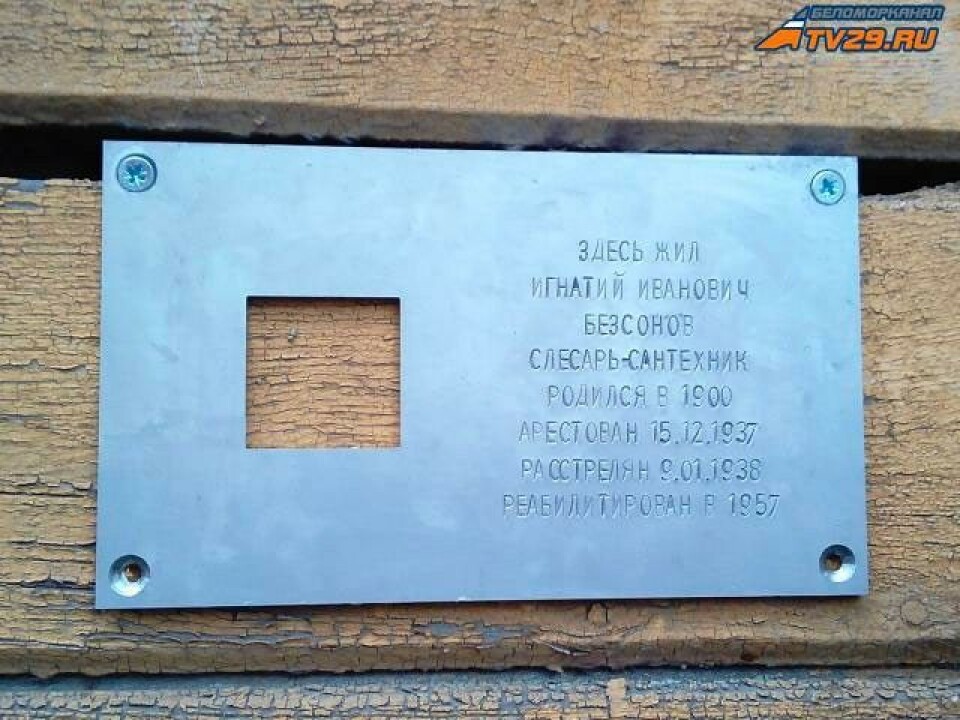 БЕЛОМОРКАНАЛ
TV29.RU
ЗДЕСЬ ЖИЛ
ИГНАТИЙ ИВАНОВИЧ
БЕЗСОНОВ
СЛЕСАРЬ-САНТЕХНИК
РОДИЛСЯ В 1900
АРЕСТОВАН 15.12.1937
РАССТРЕЛЯН 9.01.1938
РЕАБИЛИТИРОВАН В 1957